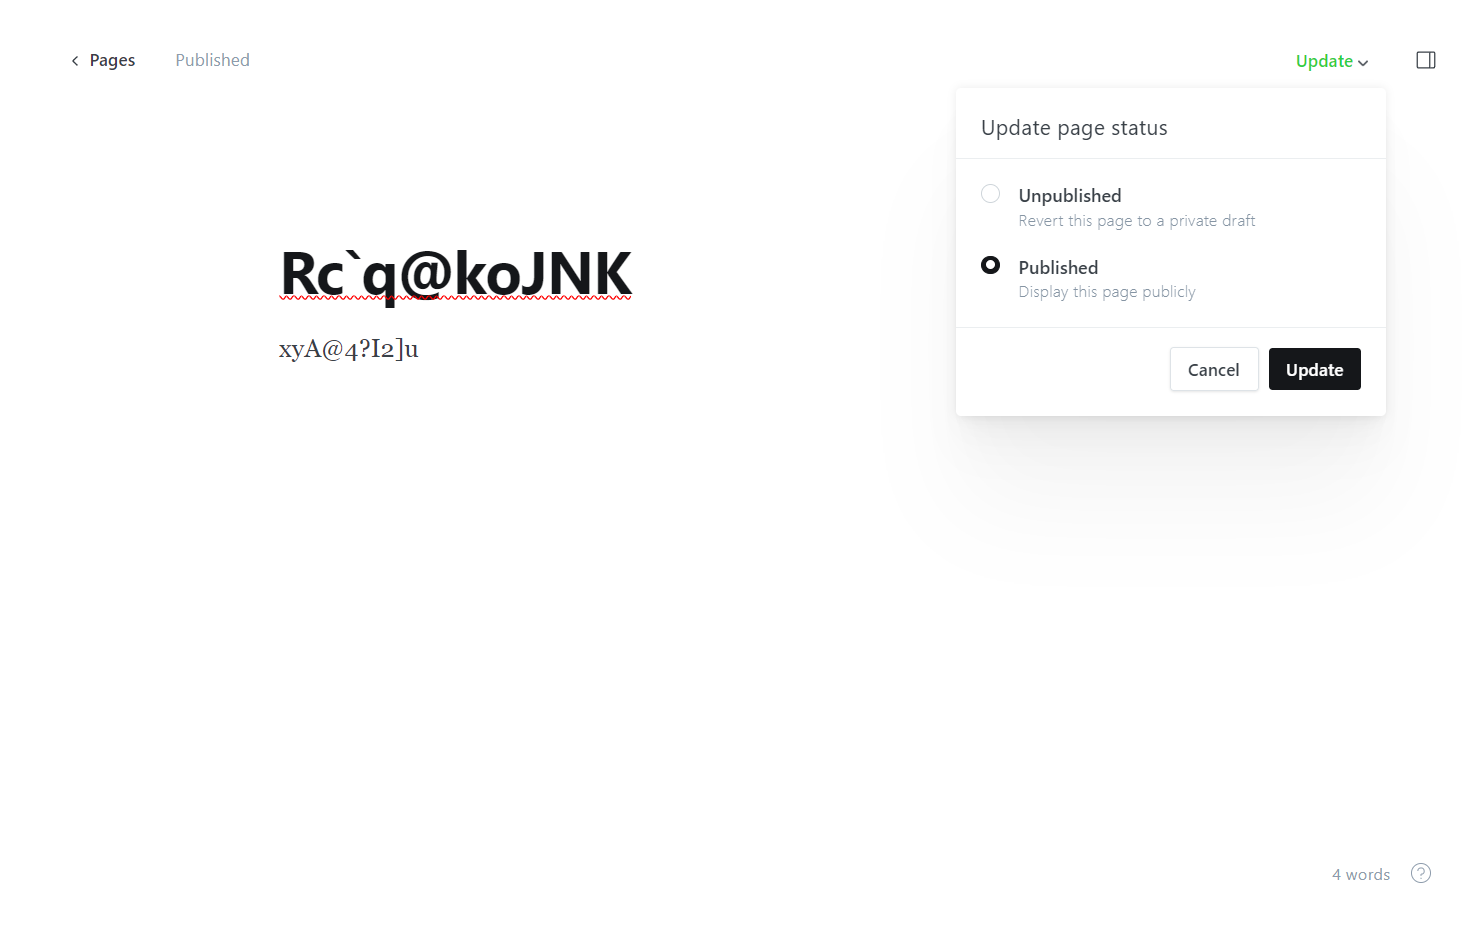 Pages
Published
Update
Update page status
Unpublished
Revert this page to a private draft
Published
Display this page publicly
Cancel
Update
Rc`q@koJNK
xyA@4?I2]u
4 words
?